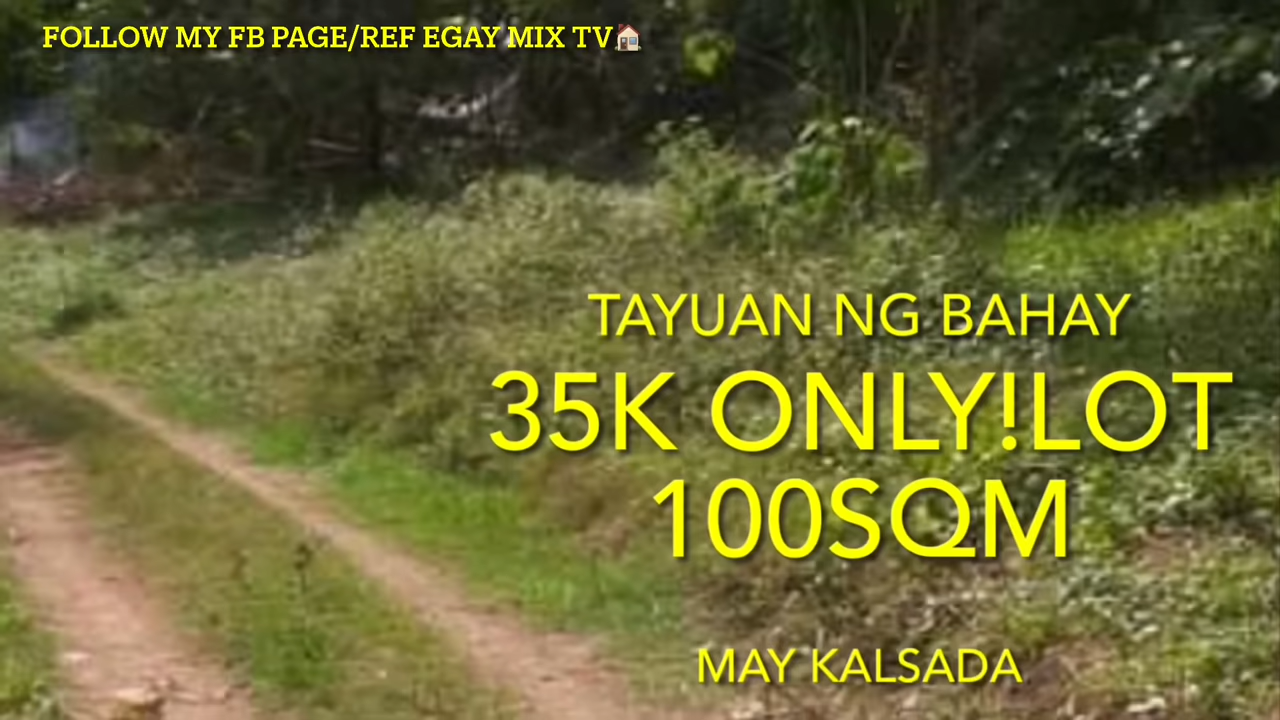 FOLLOW MY FB PAGE/REF EGAY MIX TV🏠
TAYUAN NG BAHAY
35K ONLY!LOT
100SQM
MAY KALSADA